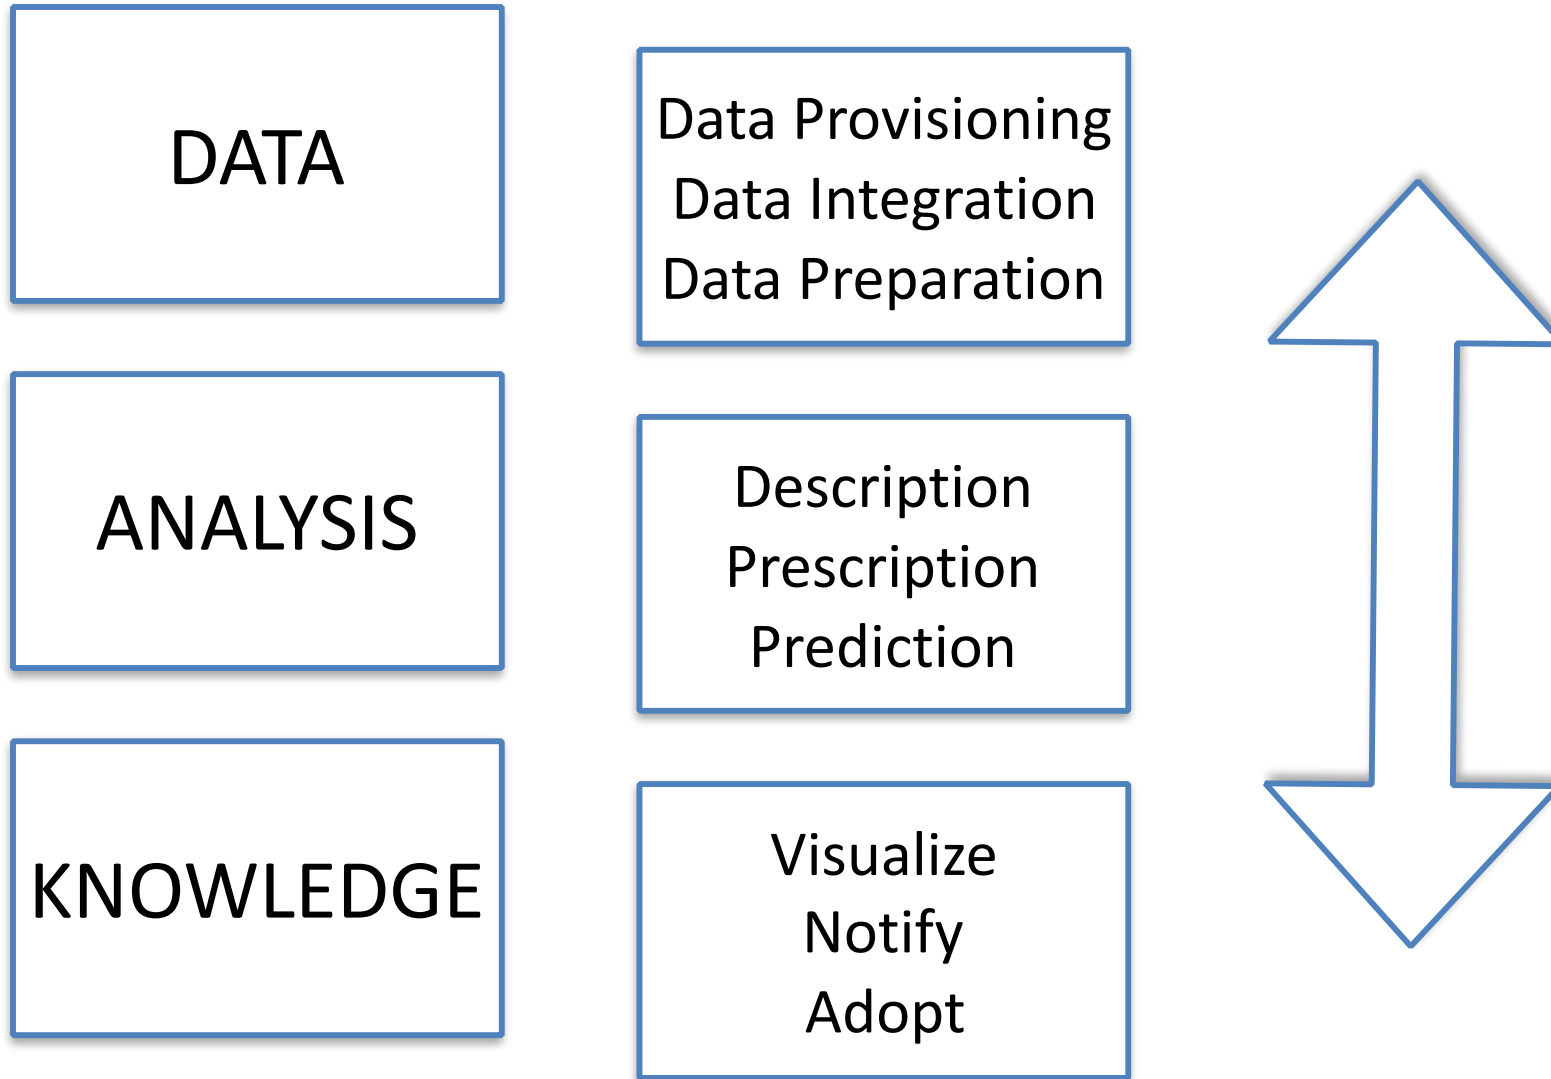 DATA
Data Provisioning
Data Integration
Data Preparation
ANALYSIS
Description
Prescription
Prediction
KNOWLEDGE
Visualize
Notify
Adopt